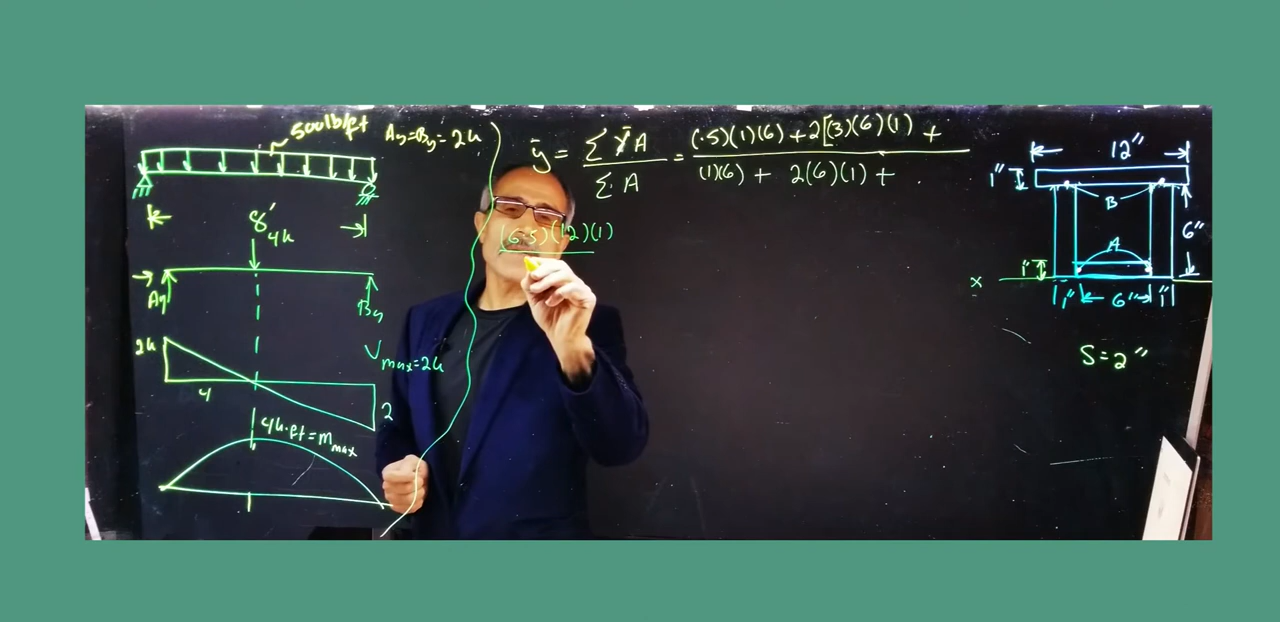 500lb/ft
Ay=By=2k
8'
4k
Ay
By
2k
4
Vmax=2k
2
4k·ft=Mmax
ȳ = ΣȳA / ΣA = (.5)(1)(6) + 2[(3)(6)(1) +
(1)(6) + 2(6)(1) +
(6.5)(12)(1)
12"
1"
B
6"
A
1"
x
1" 6" 1"
S=2"